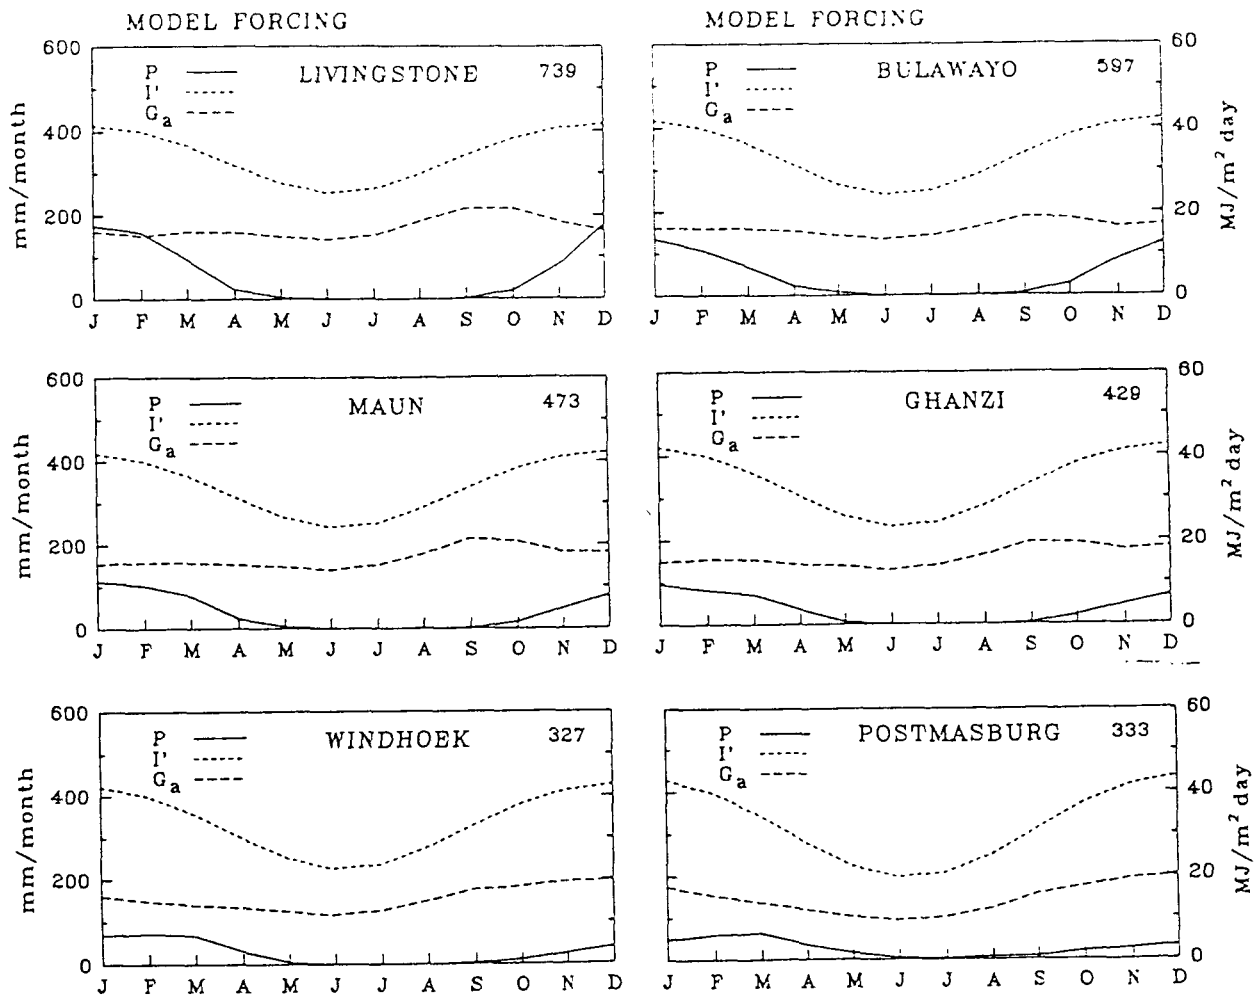 MODEL FORCING
MODEL FORCING
600
P
LIVINGSTONE
739
I'
Gₐ
400
200
0
mm/month
J F M A M J J A S O N D
P
BULAWAYO
597
I'
Gₐ
60
40
20
0
MJ/m² day
J F M A M J J A S O N D
600
P
MAUN
473
I'
Gₐ
400
200
0
mm/month
J F M A M J J A S O N D
P
GHANZI
429
I'
Gₐ
60
40
20
0
MJ/m² day
J F M A M J J A S O N D
600
P
WINDHOEK
327
I'
Gₐ
400
200
0
mm/month
J F M A M J J A S O N D
P
POSTMASBURG
333
I'
Gₐ
60
40
20
0
MJ/m² day
J F M A M J J A S O N D